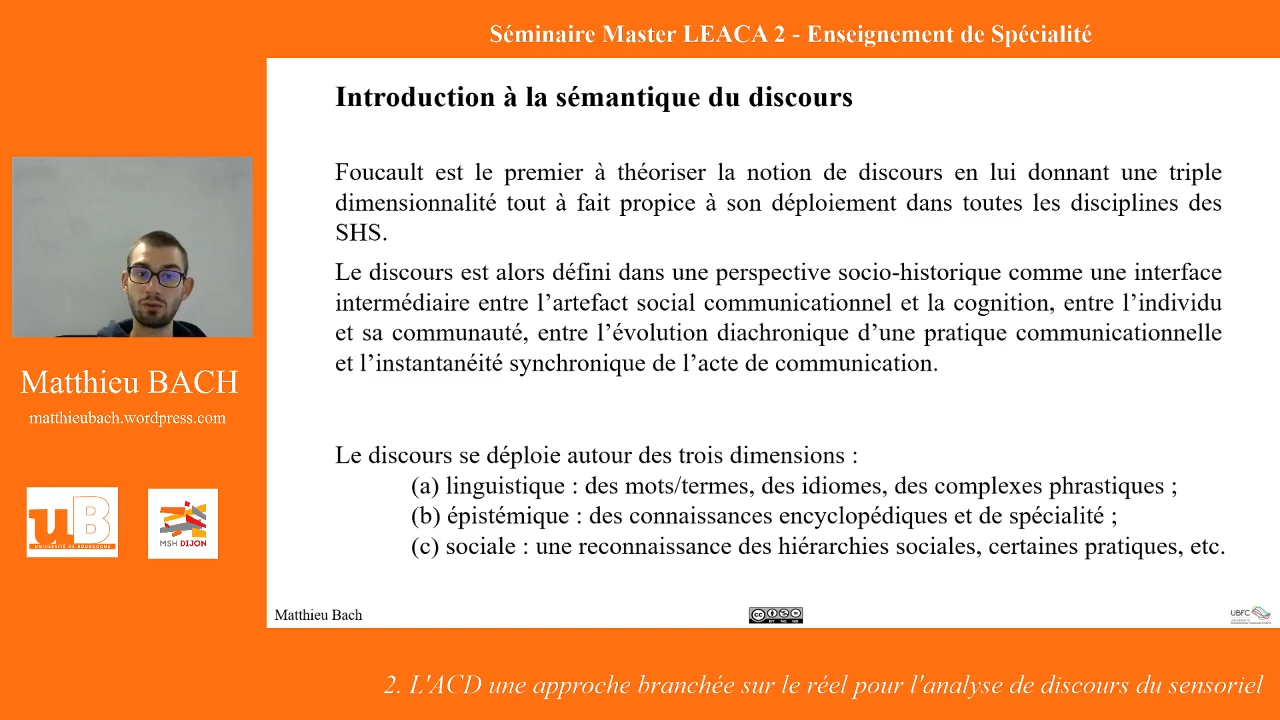 Séminaire Master LEACA 2 - Enseignement de Spécialité
Introduction à la sémantique du discours
Foucault est le premier à théoriser la notion de discours en lui donnant une triple
dimensionnalité tout à fait propice à son déploiement dans toutes les disciplines des
SHS.
Le discours est alors défini dans une perspective socio-historique comme une interface
intermédiaire entre l’artefact social communicationnel et la cognition, entre l’individu
et sa communauté, entre l’évolution diachronique d’une pratique communicationnelle
et l’instantanéité synchronique de l’acte de communication.
Le discours se déploie autour des trois dimensions :
(a) linguistique : des mots/termes, des idiomes, des complexes phrastiques ;
(b) épistémique : des connaissances encyclopédiques et de spécialité ;
(c) sociale : une reconnaissance des hiérarchies sociales, certaines pratiques, etc.
Matthieu BACH
matthieubach.wordpress.com
uB
UNIVERSITÉ DE BOURGOGNE
MSH DIJON
Matthieu Bach
cc
UBFC
2. L'ACD une approche branchée sur le réel pour l'analyse de discours du sensoriel